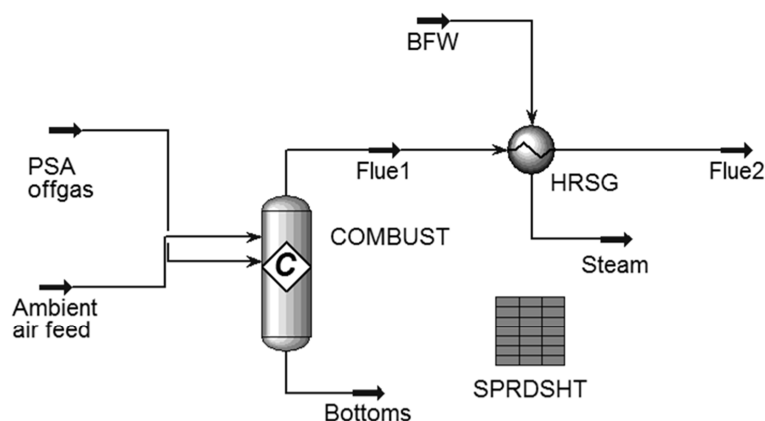 BFW
PSA
offgas
Flue1
HRSG
Flue2
COMBUST
C
Steam
Ambient
air feed
SPRDSHT
Bottoms